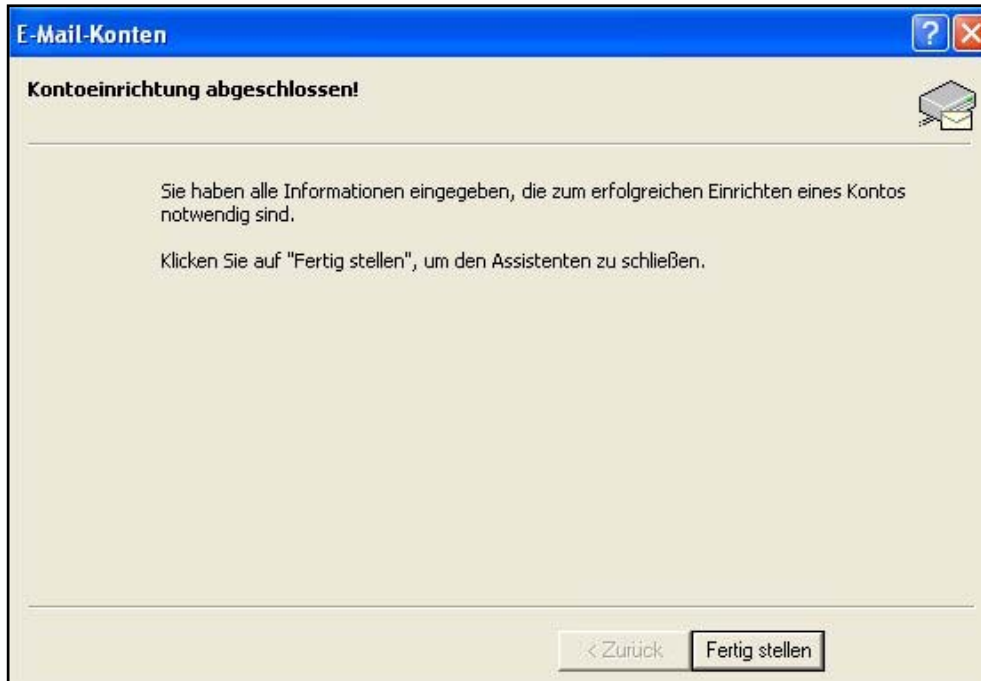 E-Mail-Konten
Kontoeinrichtung abgeschlossen!
Sie haben alle Informationen eingegeben, die zum erfolgreichen Einrichten eines Kontos
notwendig sind.
Klicken Sie auf "Fertig stellen", um den Assistenten zu schließen.
< Zurück
Fertig stellen